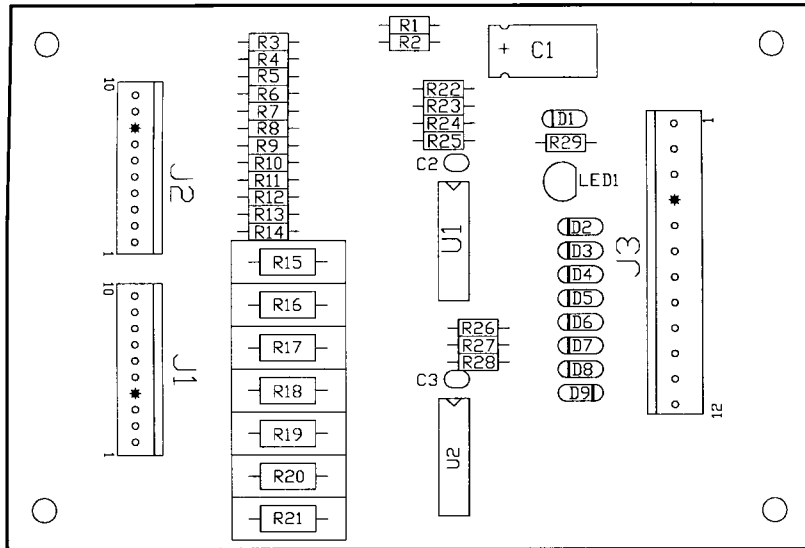 R1
R2
+ C1
R3
R4
R5
R6
R7
R8
R9
R10
R11
R12
R13
R14
R15
R16
R17
R18
R19
R20
R21
10
J2
1
10
J1
1
R22
R23
R24
R25
C2
U1
R26
R27
R28
C3
U2
D1
R29
LED1
D2
D3
D4
D5
D6
D7
D8
D9
1
J3
12